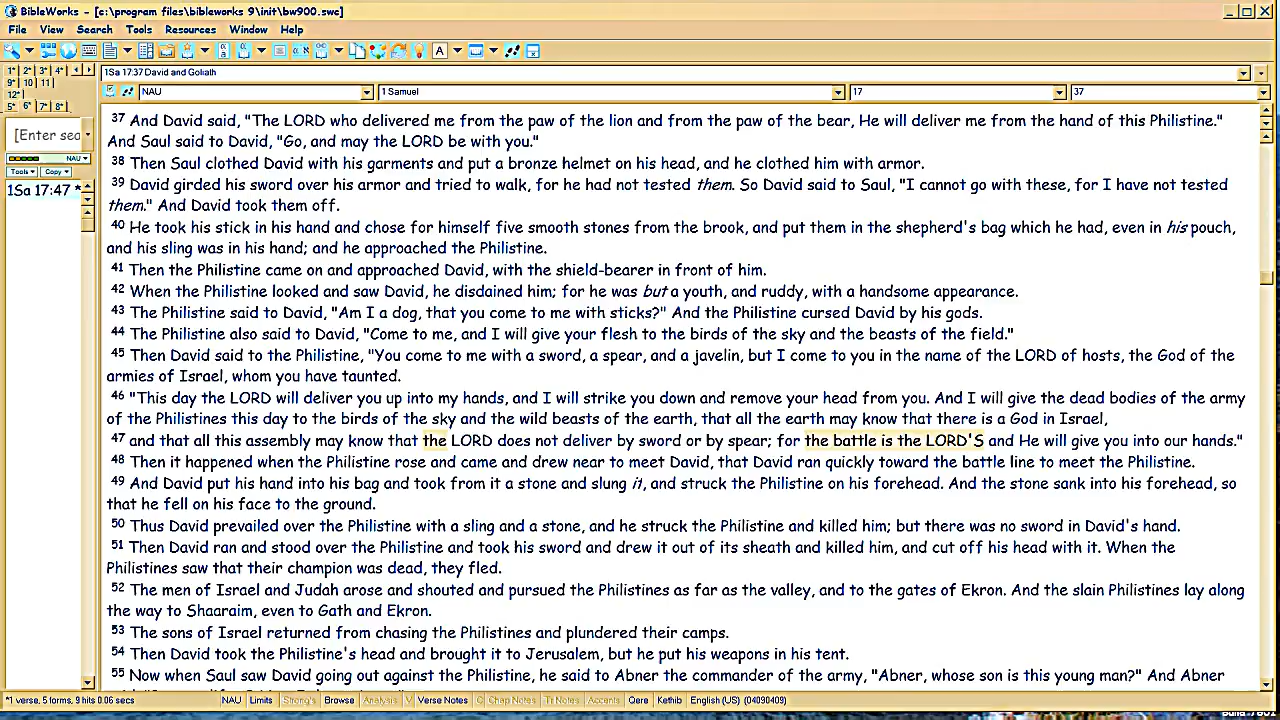 BibleWorks - [c:\program files\bibleworks 9\init\bw900.swc]
File View Search Tools Resources Window Help
1* 2* 3* 4*
9* 10 11
12*
5* 6* 7* 8*
1Sa 17:37 David and Goliath
NAU 1 Samuel 17 37
[Enter sea
NAU
Tools Copy
1Sa 17:47 *
37 And David said, "The LORD who delivered me from the paw of the lion and from the paw of the bear, He will deliver me from the hand of this Philistine."
And Saul said to David, "Go, and may the LORD be with you."
38 Then Saul clothed David with his garments and put a bronze helmet on his head, and he clothed him with armor.
39 David girded his sword over his armor and tried to walk, for he had not tested them. So David said to Saul, "I cannot go with these, for I have not tested
them." And David took them off.
40 He took his stick in his hand and chose for himself five smooth stones from the brook, and put them in the shepherd's bag which he had, even in his pouch,
and his sling was in his hand; and he approached the Philistine.
41 Then the Philistine came on and approached David, with the shield-bearer in front of him.
42 When the Philistine looked and saw David, he disdained him; for he was but a youth, and ruddy, with a handsome appearance.
43 The Philistine said to David, "Am I a dog, that you come to me with sticks?" And the Philistine cursed David by his gods.
44 The Philistine also said to David, "Come to me, and I will give your flesh to the birds of the sky and the beasts of the field."
45 Then David said to the Philistine, "You come to me with a sword, a spear, and a javelin, but I come to you in the name of the LORD of hosts, the God of the
armies of Israel, whom you have taunted.
46 "This day the LORD will deliver you up into my hands, and I will strike you down and remove your head from you. And I will give the dead bodies of the army
of the Philistines this day to the birds of the sky and the wild beasts of the earth, that all the earth may know that there is a God in Israel,
47 and that all this assembly may know that the LORD does not deliver by sword or by spear; for the battle is the LORD'S and He will give you into our hands."
48 Then it happened when the Philistine rose and came and drew near to meet David, that David ran quickly toward the battle line to meet the Philistine.
49 And David put his hand into his bag and took from it a stone and slung it, and struck the Philistine on his forehead. And the stone sank into his forehead, so
that he fell on his face to the ground.
50 Thus David prevailed over the Philistine with a sling and a stone, and he struck the Philistine and killed him; but there was no sword in David's hand.
51 Then David ran and stood over the Philistine and took his sword and drew it out of its sheath and killed him, and cut off his head with it. When the
Philistines saw that their champion was dead, they fled.
52 The men of Israel and Judah arose and shouted and pursued the Philistines as far as the valley, and to the gates of Ekron. And the slain Philistines lay along
the way to Shaaraim, even to Gath and Ekron.
53 The sons of Israel returned from chasing the Philistines and plundered their camps.
54 Then David took the Philistine's head and brought it to Jerusalem, but he put his weapons in his tent.
55 Now when Saul saw David going out against the Philistine, he said to Abner the commander of the army, "Abner, whose son is this young man?" And Abner
*1 verse, 5 forms, 9 hits 0.06 secs NAU Limits Strong's Browse Analysis V Verse Notes C Chap Notes T Tr Notes Accents Qere Kethib English (US) (04090409)